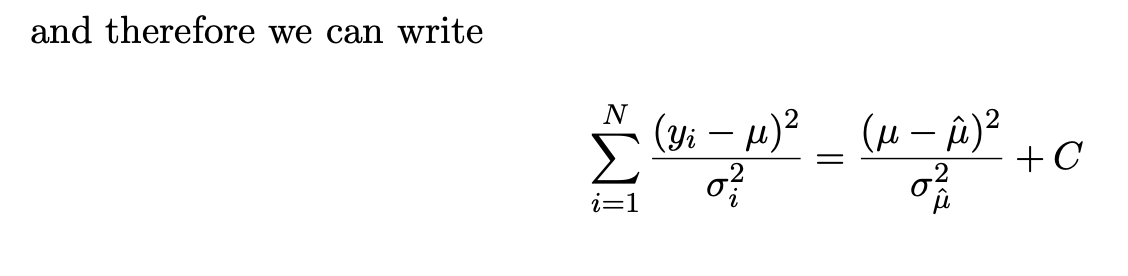 and therefore we can write
\sum_{i=1}^{N} \frac{(y_i - \mu)^2}{\sigma_i^2} = \frac{(\mu - \hat{\mu})^2}{\sigma_{\hat{\mu}}^2} + C